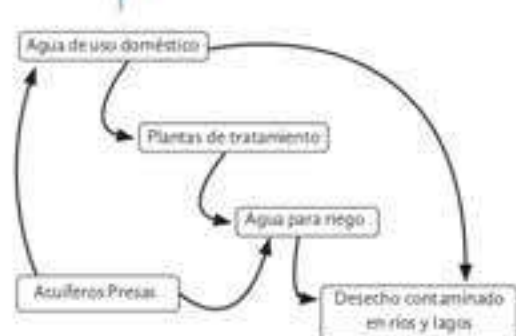 Agua de uso doméstico
Plantas de tratamiento
Agua para riego
Acuíferos Presas
Desecho contaminado
en ríos y lagos